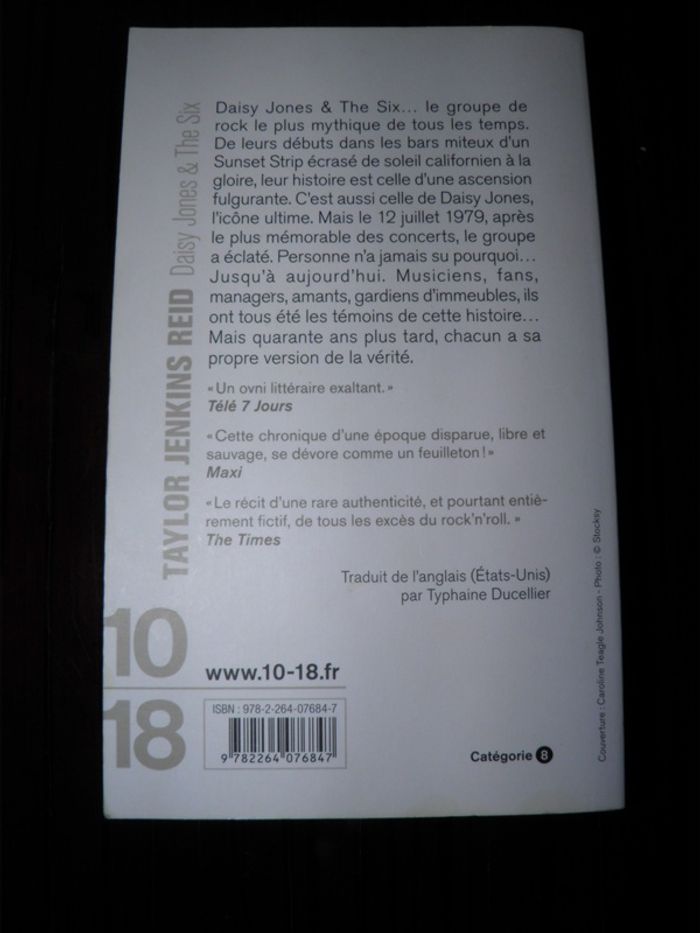 Daisy Jones & The Six... le groupe de
rock le plus mythique de tous les temps.
De leurs débuts dans les bars miteux d'un
Sunset Strip écrasé de soleil californien à la
gloire, leur histoire est celle d'une ascension
fulgurante. C'est aussi celle de Daisy Jones,
l'icône ultime. Mais le 12 juillet 1979, après
le plus mémorable des concerts, le groupe
a éclaté. Personne n'a jamais su pourquoi...
Jusqu'à aujourd'hui. Musiciens, fans,
managers, amants, gardiens d'immeubles, ils
ont tous été les témoins de cette histoire...
Mais quarante ans plus tard, chacun a sa
propre version de la vérité.
« Un ovni littéraire exaltant. »
Télé 7 Jours
« Cette chronique d'une époque disparue, libre et
sauvage, se dévore comme un feuilleton ! »
Maxi
« Le récit d'une rare authenticité, et pourtant entiè-
rement fictif, de tous les excès du rock'n'roll. »
The Times
Traduit de l'anglais (États-Unis)
par Typhaine Ducellier
TAYLOR JENKINS REID Daisy Jones & The Six
10
18
www.10-18.fr
ISBN : 978-2-264-07684-7
9 782264 076847
Catégorie 8
Couverture : Caroline Teagle Johnson - Photo : © Stocksy